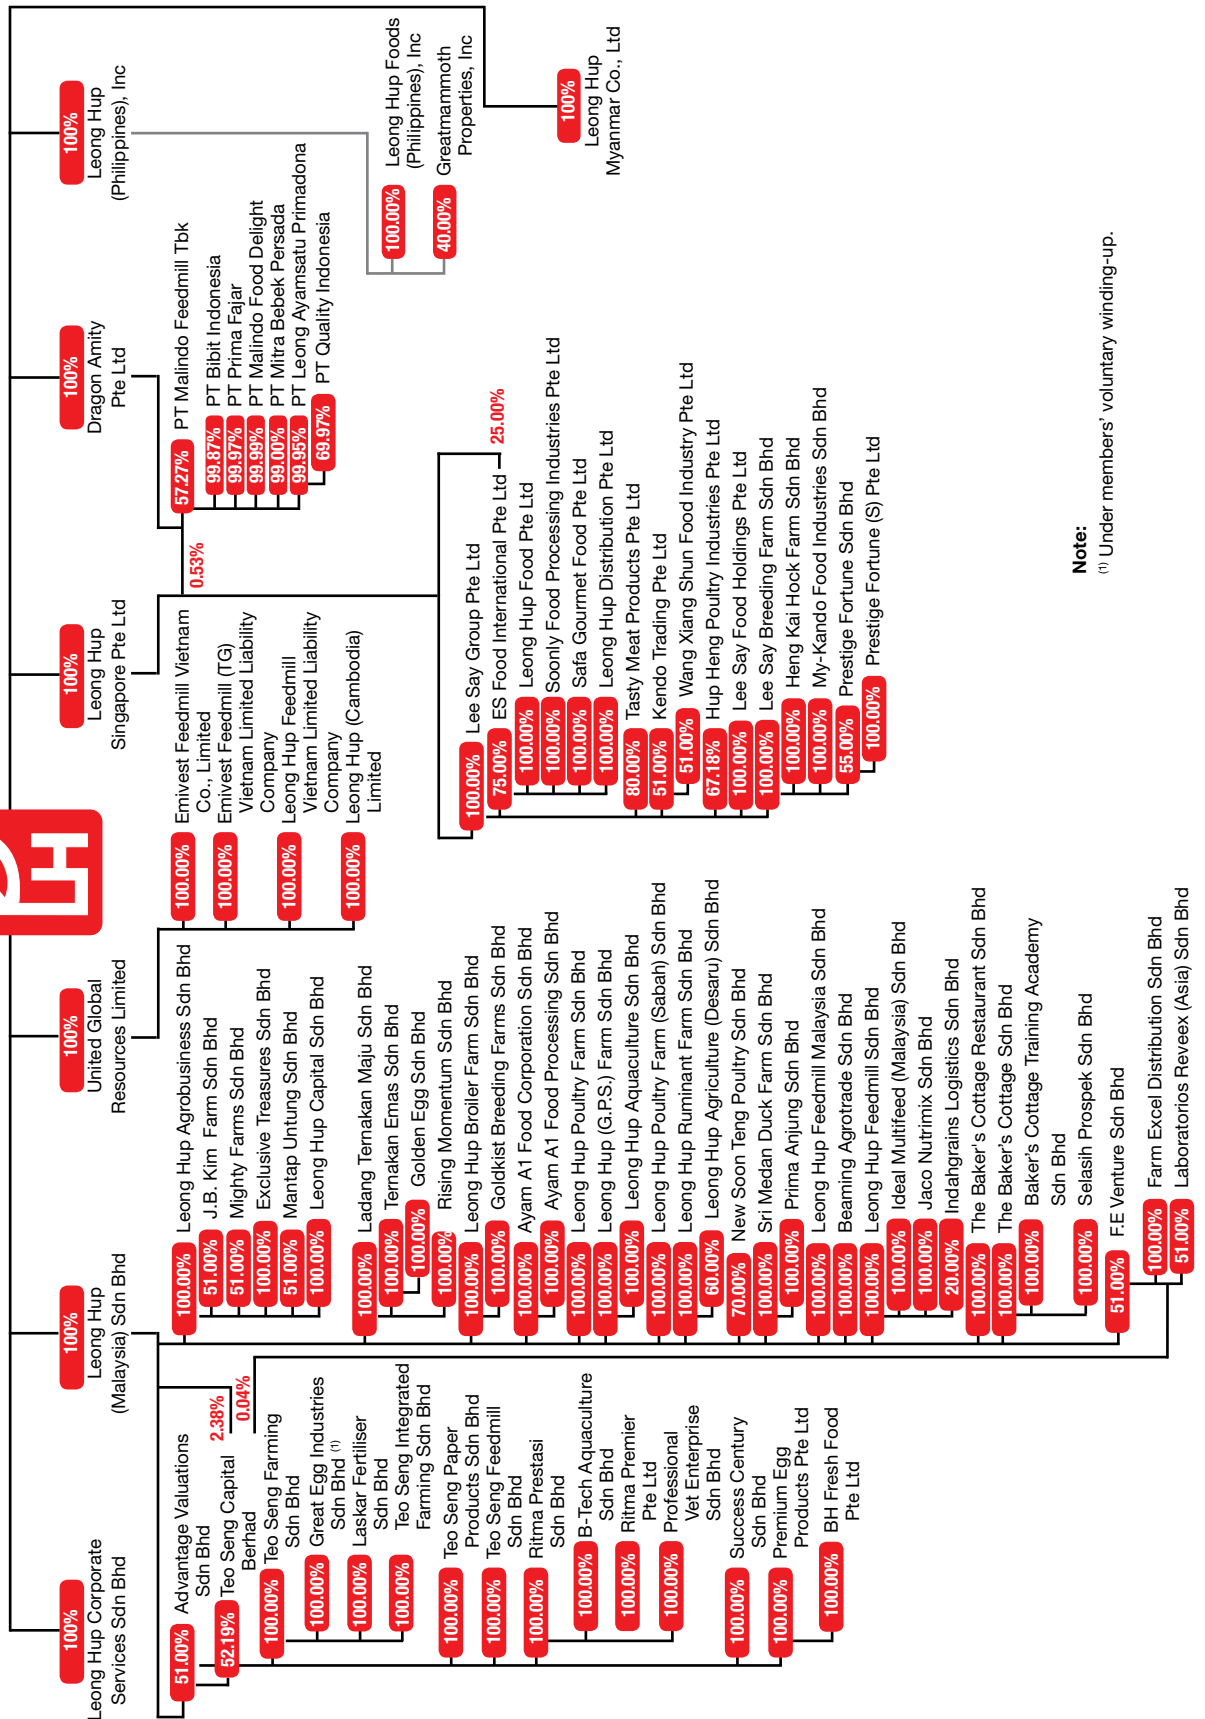 LH
100%
Leong Hup Corporate
Services Sdn Bhd
100%
Leong Hup
(Malaysia) Sdn Bhd
100%
United Global
Resources Limited
100%
Leong Hup
Singapore Pte Ltd
100%
Dragon Amity
Pte Ltd
100%
Leong Hup
(Philippines), Inc
51.00%
Advantage Valuations
Sdn Bhd
52.19%
Teo Seng Capital
Berhad
2.38%
0.04%
100.00%
Teo Seng Farming
Sdn Bhd
100.00%
Great Egg Industries
Sdn Bhd (1)
100.00%
Laskar Fertiliser
Sdn Bhd
100.00%
Teo Seng Integrated
Farming Sdn Bhd
100.00%
Teo Seng Paper
Products Sdn Bhd
100.00%
Teo Seng Feedmill
Sdn Bhd
100.00%
Ritma Prestasi
Sdn Bhd
100.00%
B-Tech Aquaculture
Sdn Bhd
100.00%
Ritma Premier
Pte Ltd
100.00%
Professional
Vet Enterprise
Sdn Bhd
100.00%
Success Century
Sdn Bhd
100.00%
Premium Egg
Products Pte Ltd
100.00%
BH Fresh Food
Pte Ltd
100.00% Leong Hup Agrobusiness Sdn Bhd
51.00% J.B. Kim Farm Sdn Bhd
51.00% Mighty Farms Sdn Bhd
100.00% Exclusive Treasures Sdn Bhd
51.00% Mantap Untung Sdn Bhd
100.00% Leong Hup Capital Sdn Bhd
100.00% Ladang Ternakan Maju Sdn Bhd
100.00% Ternakan Emas Sdn Bhd
100.00% Golden Egg Sdn Bhd
100.00% Rising Momentum Sdn Bhd
100.00% Leong Hup Broiler Farm Sdn Bhd
100.00% Goldkist Breeding Farms Sdn Bhd
100.00% Ayam A1 Food Corporation Sdn Bhd
100.00% Ayam A1 Food Processing Sdn Bhd
100.00% Leong Hup Poultry Farm Sdn Bhd
100.00% Leong Hup (G.P.S.) Farm Sdn Bhd
100.00% Leong Hup Aquaculture Sdn Bhd
100.00% Leong Hup Poultry Farm (Sabah) Sdn Bhd
100.00% Leong Hup Ruminant Farm Sdn Bhd
60.00% Leong Hup Agriculture (Desaru) Sdn Bhd
70.00% New Soon Teng Poultry Sdn Bhd
100.00% Sri Medan Duck Farm Sdn Bhd
100.00% Prima Anjung Sdn Bhd
100.00% Leong Hup Feedmill Malaysia Sdn Bhd
100.00% Beaming Agrotrade Sdn Bhd
100.00% Leong Hup Feedmill Sdn Bhd
100.00% Ideal Multifeed (Malaysia) Sdn Bhd
100.00% Jaco Nutrimix Sdn Bhd
20.00% Indahgrains Logistics Sdn Bhd
100.00% The Baker's Cottage Restaurant Sdn Bhd
100.00% The Baker's Cottage Sdn Bhd
100.00% Baker's Cottage Training Academy
Sdn Bhd
100.00% Selasih Prospek Sdn Bhd
51.00% F.E Venture Sdn Bhd
100.00% Farm Excel Distribution Sdn Bhd
51.00% Laboratorios Reveex (Asia) Sdn Bhd
100.00%
Emivest Feedmill Vietnam
Co., Limited
100.00%
Emivest Feedmill (TG)
Vietnam Limited Liability
Company
100.00%
Leong Hup Feedmill
Vietnam Limited Liability
Company
100.00%
Leong Hup (Cambodia)
Limited
0.53%
100.00% Lee Say Group Pte Ltd
75.00% ES Food International Pte Ltd 25.00%
100.00% Leong Hup Food Pte Ltd
100.00% Soonly Food Processing Industries Pte Ltd
100.00% Safa Gourmet Food Pte Ltd
100.00% Leong Hup Distribution Pte Ltd
80.00% Tasty Meat Products Pte Ltd
51.00% Kendo Trading Pte Ltd
51.00% Wang Xiang Shun Food Industry Pte Ltd
67.18% Hup Heng Poultry Industries Pte Ltd
100.00% Lee Say Food Holdings Pte Ltd
100.00% Lee Say Breeding Farm Sdn Bhd
100.00% Heng Kai Hock Farm Sdn Bhd
100.00% My-Kando Food Industries Sdn Bhd
55.00% Prestige Fortune Sdn Bhd
100.00% Prestige Fortune (S) Pte Ltd
57.27% PT Malindo Feedmill Tbk
99.87% PT Bibit Indonesia
99.97% PT Prima Fajar
99.99% PT Malindo Food Delight
99.00% PT Mitra Bebek Persada
99.95% PT Leong Ayamsatu Primadona
69.97% PT Quality Indonesia
100.00%
Leong Hup Foods
(Philippines), Inc
40.00%
Greatmammoth
Properties, Inc
100%
Leong Hup
Myanmar Co., Ltd
Note:
(1) Under members' voluntary winding-up.